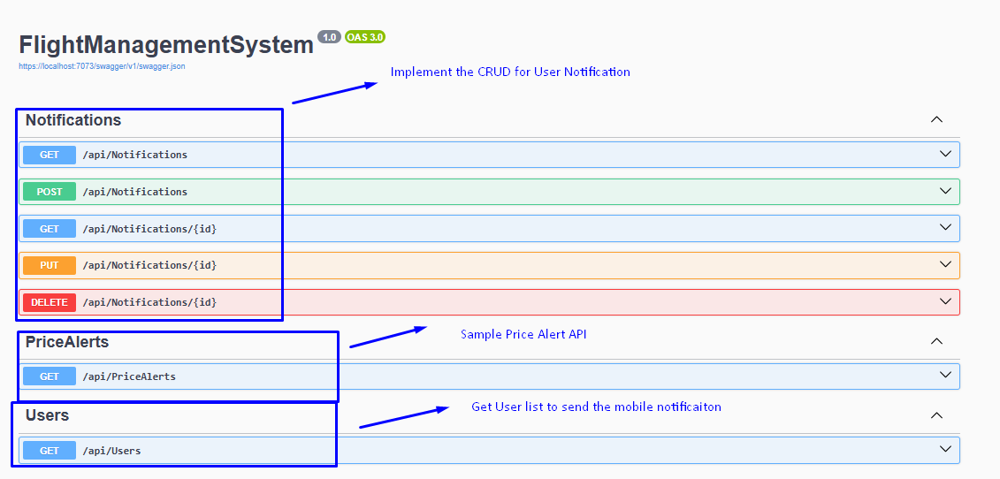 FlightManagementSystem 1.0 OAS 3.0
https://localhost:7073/swagger/v1/swagger.json
Implement the CRUD for User Notification
Notifications
GET /api/Notifications
POST /api/Notifications
GET /api/Notifications/{id}
PUT /api/Notifications/{id}
DELETE /api/Notifications/{id}
Sample Price Alert API
PriceAlerts
GET /api/PriceAlerts
Get User list to send the mobile notificaiton
Users
GET /api/Users